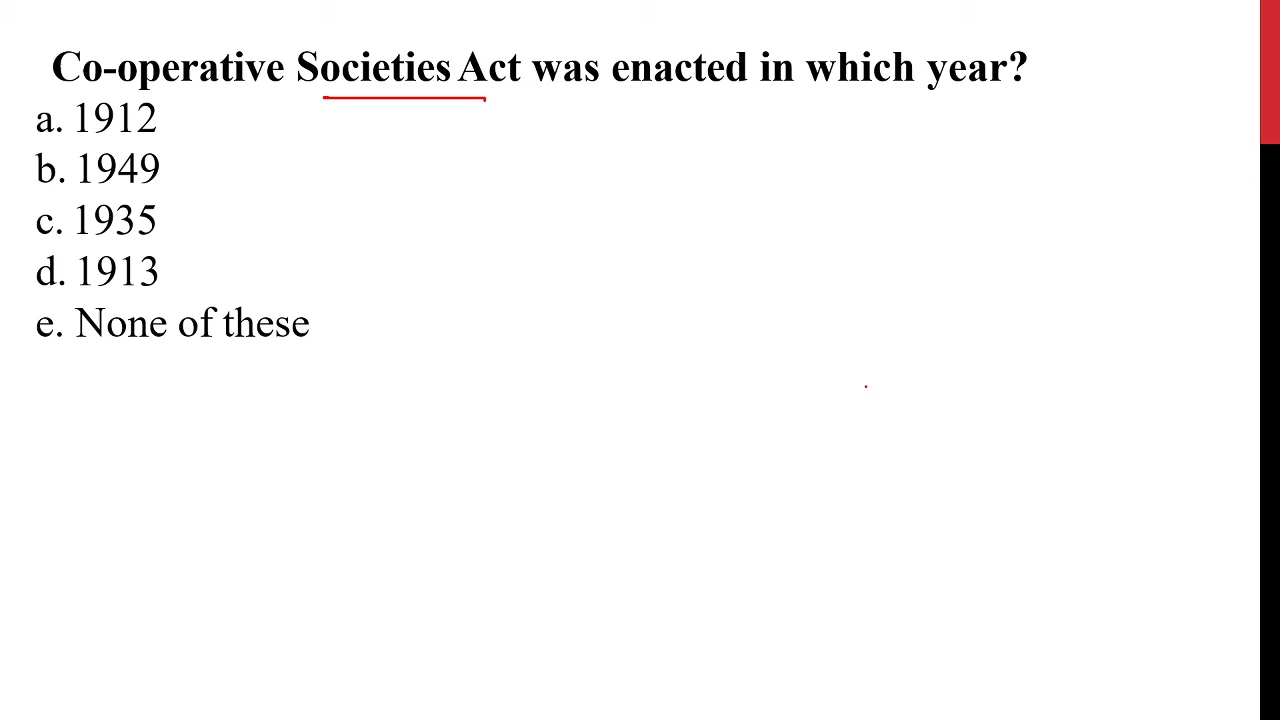 Co-operative Societies Act was enacted in which year?
a. 1912
b. 1949
c. 1935
d. 1913
e. None of these